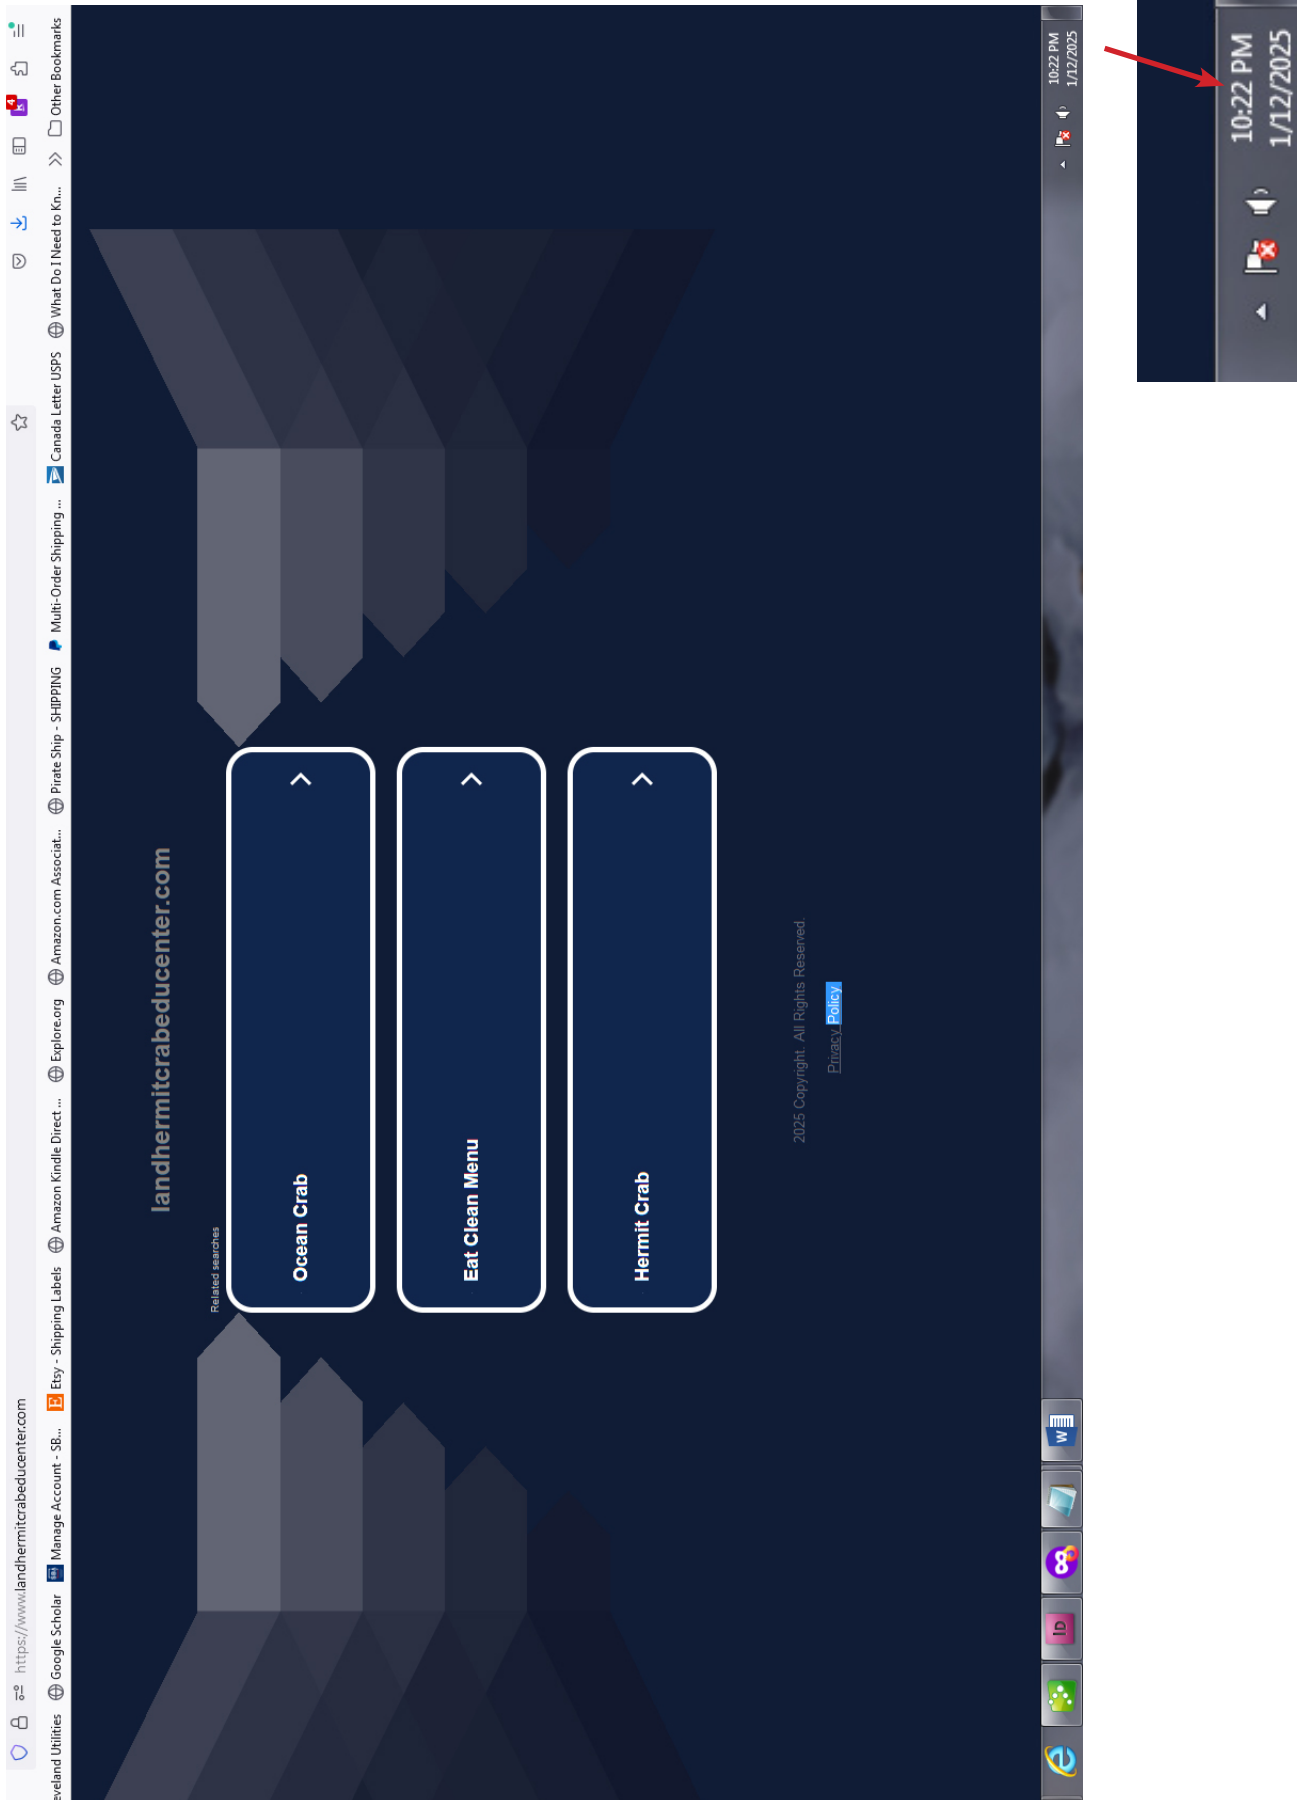 https://www.landhermitcrabeducenter.com
4
eveland Utilities
Google Scholar
Manage Account - SB...
Etsy - Shipping Labels
Amazon Kindle Direct ...
Explore.org
Amazon.com Associat...
Pirate Ship - SHIPPING
Multi-Order Shipping ...
Canada Letter USPS
What Do I Need to Kn...
Other Bookmarks
landhermitcrabeducenter.com
Related searches
Ocean Crab
Eat Clean Menu
Hermit Crab
2025 Copyright. All Rights Reserved.
Privacy Policy
ID
W
10:22 PM
1/12/2025
10:22 PM
1/12/2025